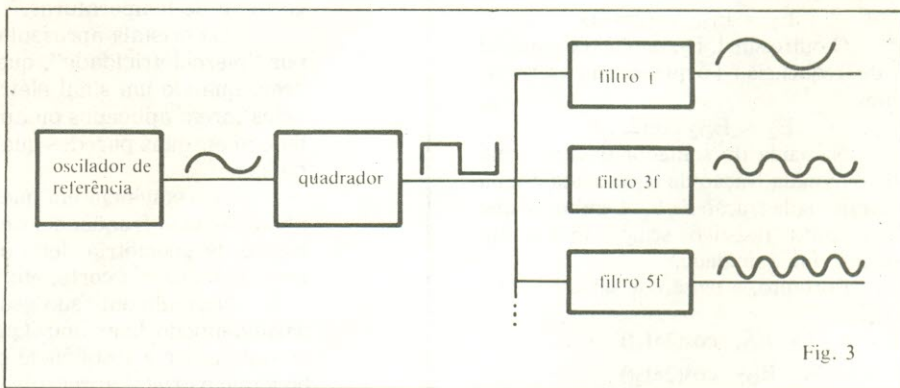 oscilador de
referência
quadrador
filtro f
filtro 3f
filtro 5f
Fig. 3